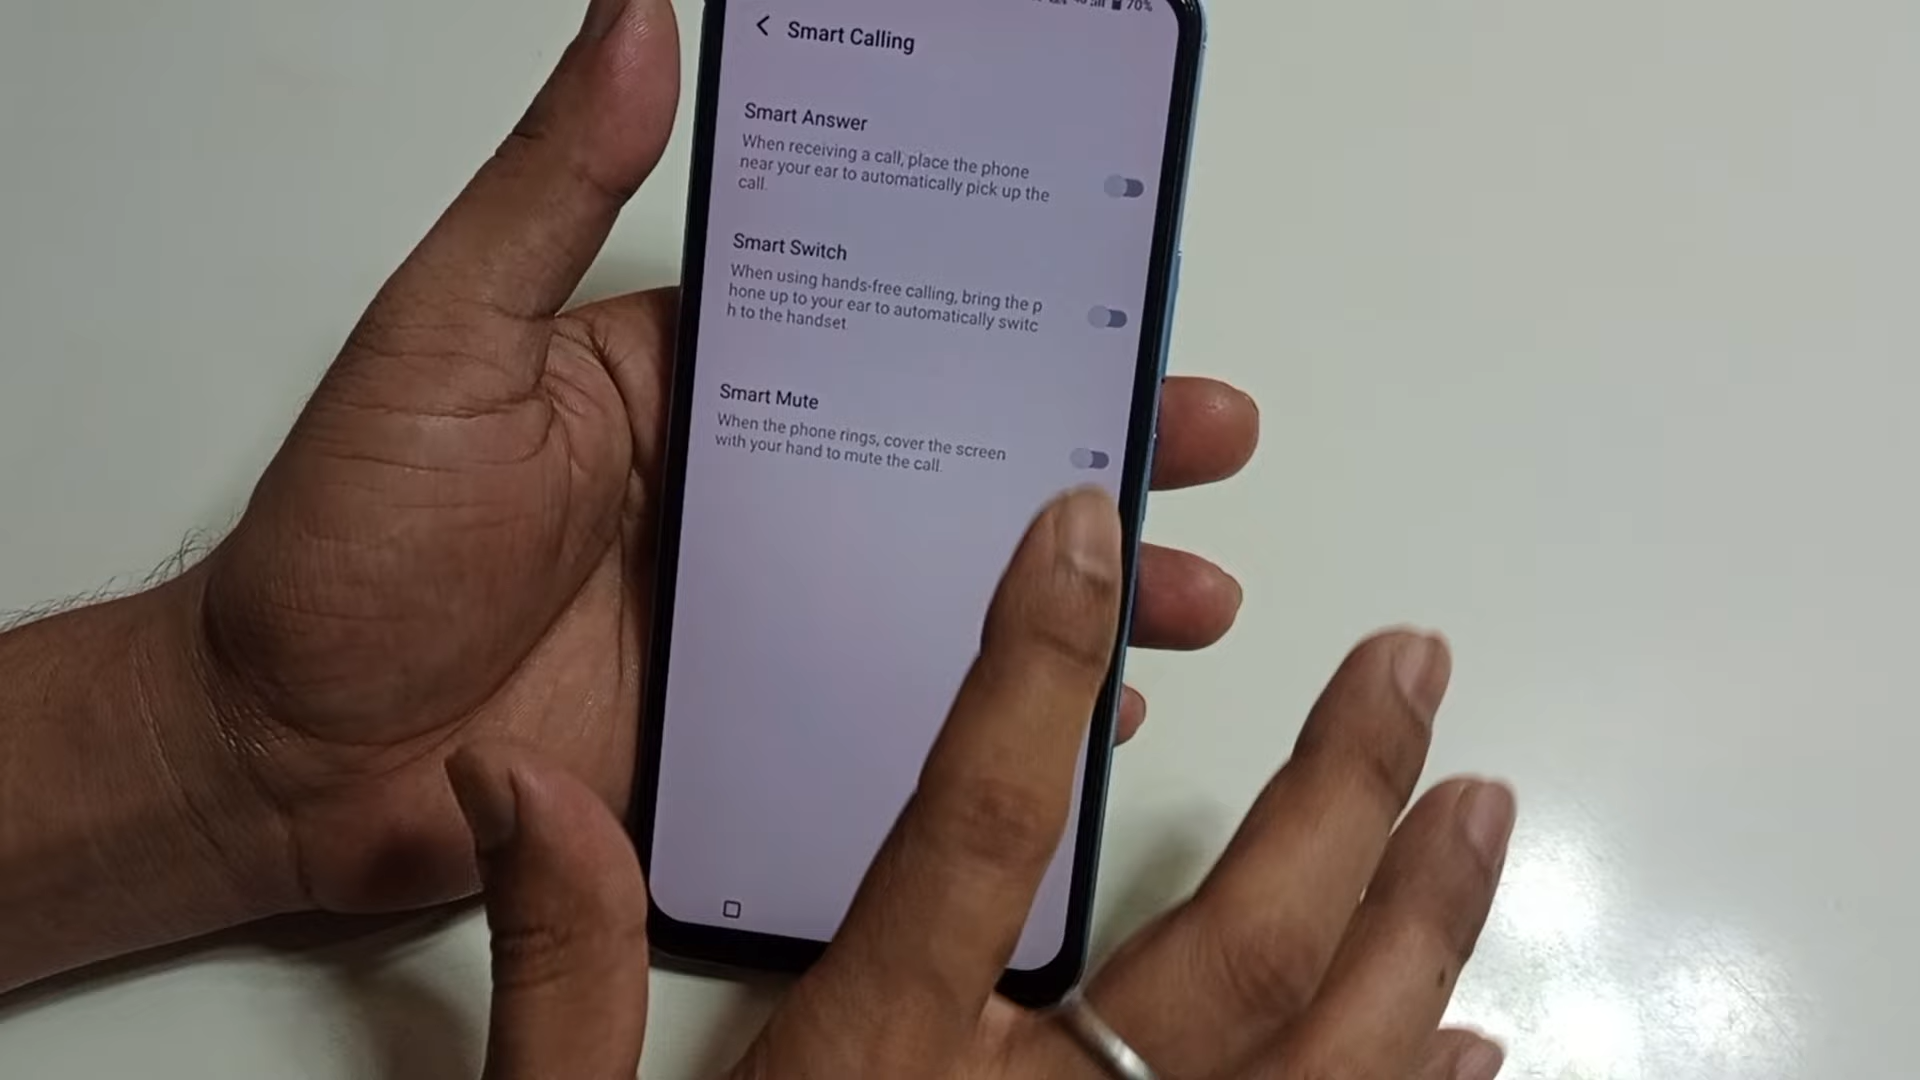 70%
Smart Calling
Smart Answer
When receiving a call, place the phone
near your ear to automatically pick up the
call.
Smart Switch
When using hands-free calling, bring the p
hone up to your ear to automatically switc
h to the handset
Smart Mute
When the phone rings, cover the screen
with your hand to mute the call.